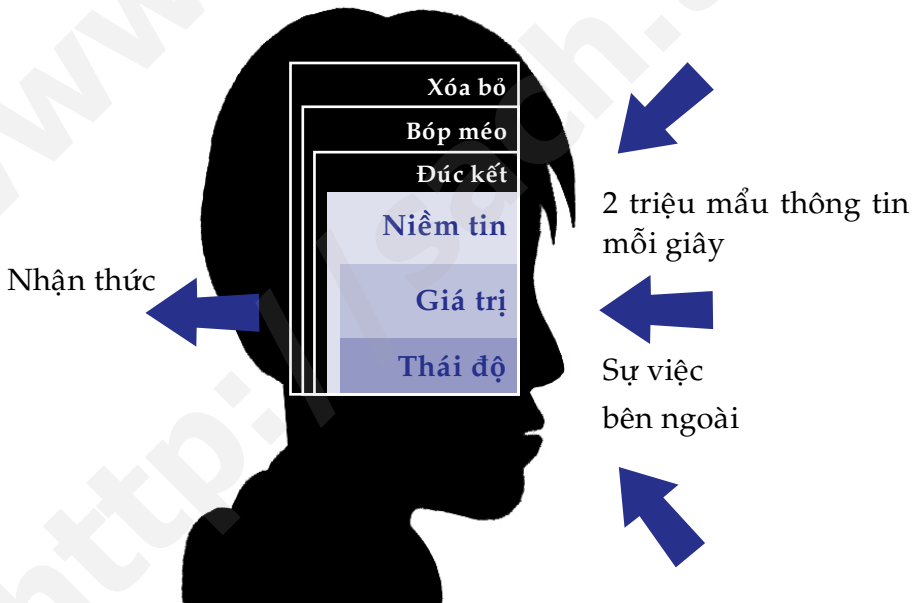 Xóa bỏ
Bóp méo
Đúc kết
Niềm tin
Giá trị
Thái độ
Nhận thức
2 triệu mẩu thông tin
mỗi giây
Sự việc
bên ngoài